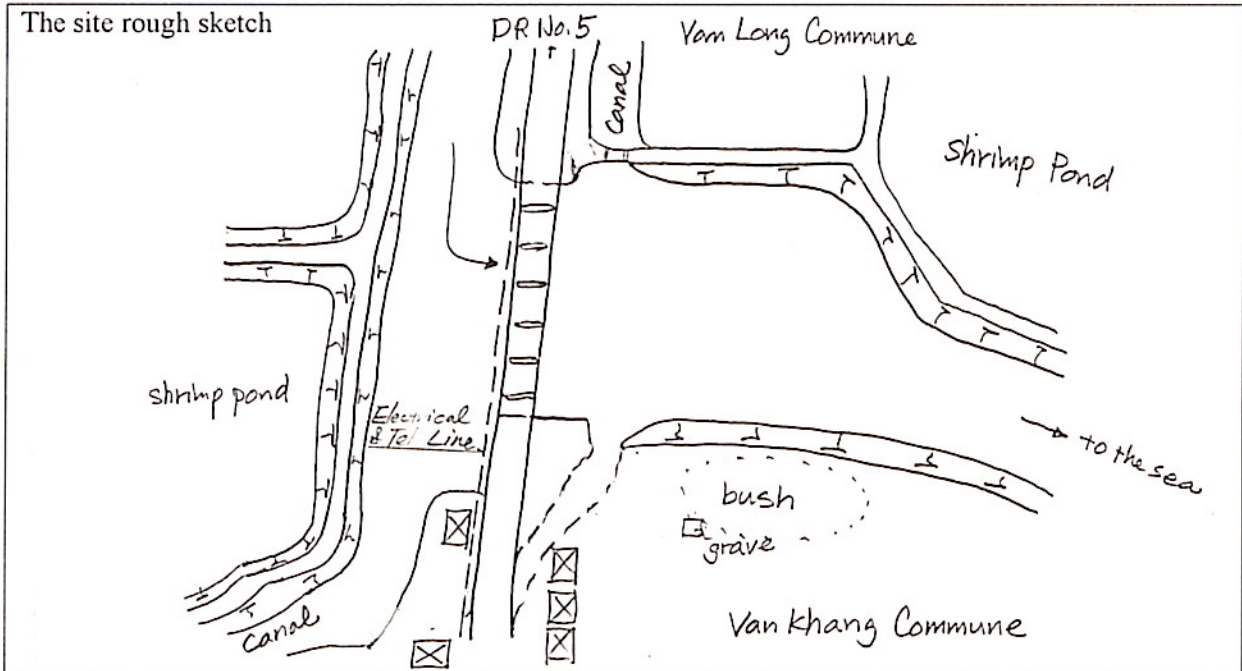 The site rough sketch
DR No.5
Vam Long Commune
Canal
Shrimp Pond
shrimp pond
Electrical
& Tel Line
to the sea
bush
grave
canal
Van Khang Commune